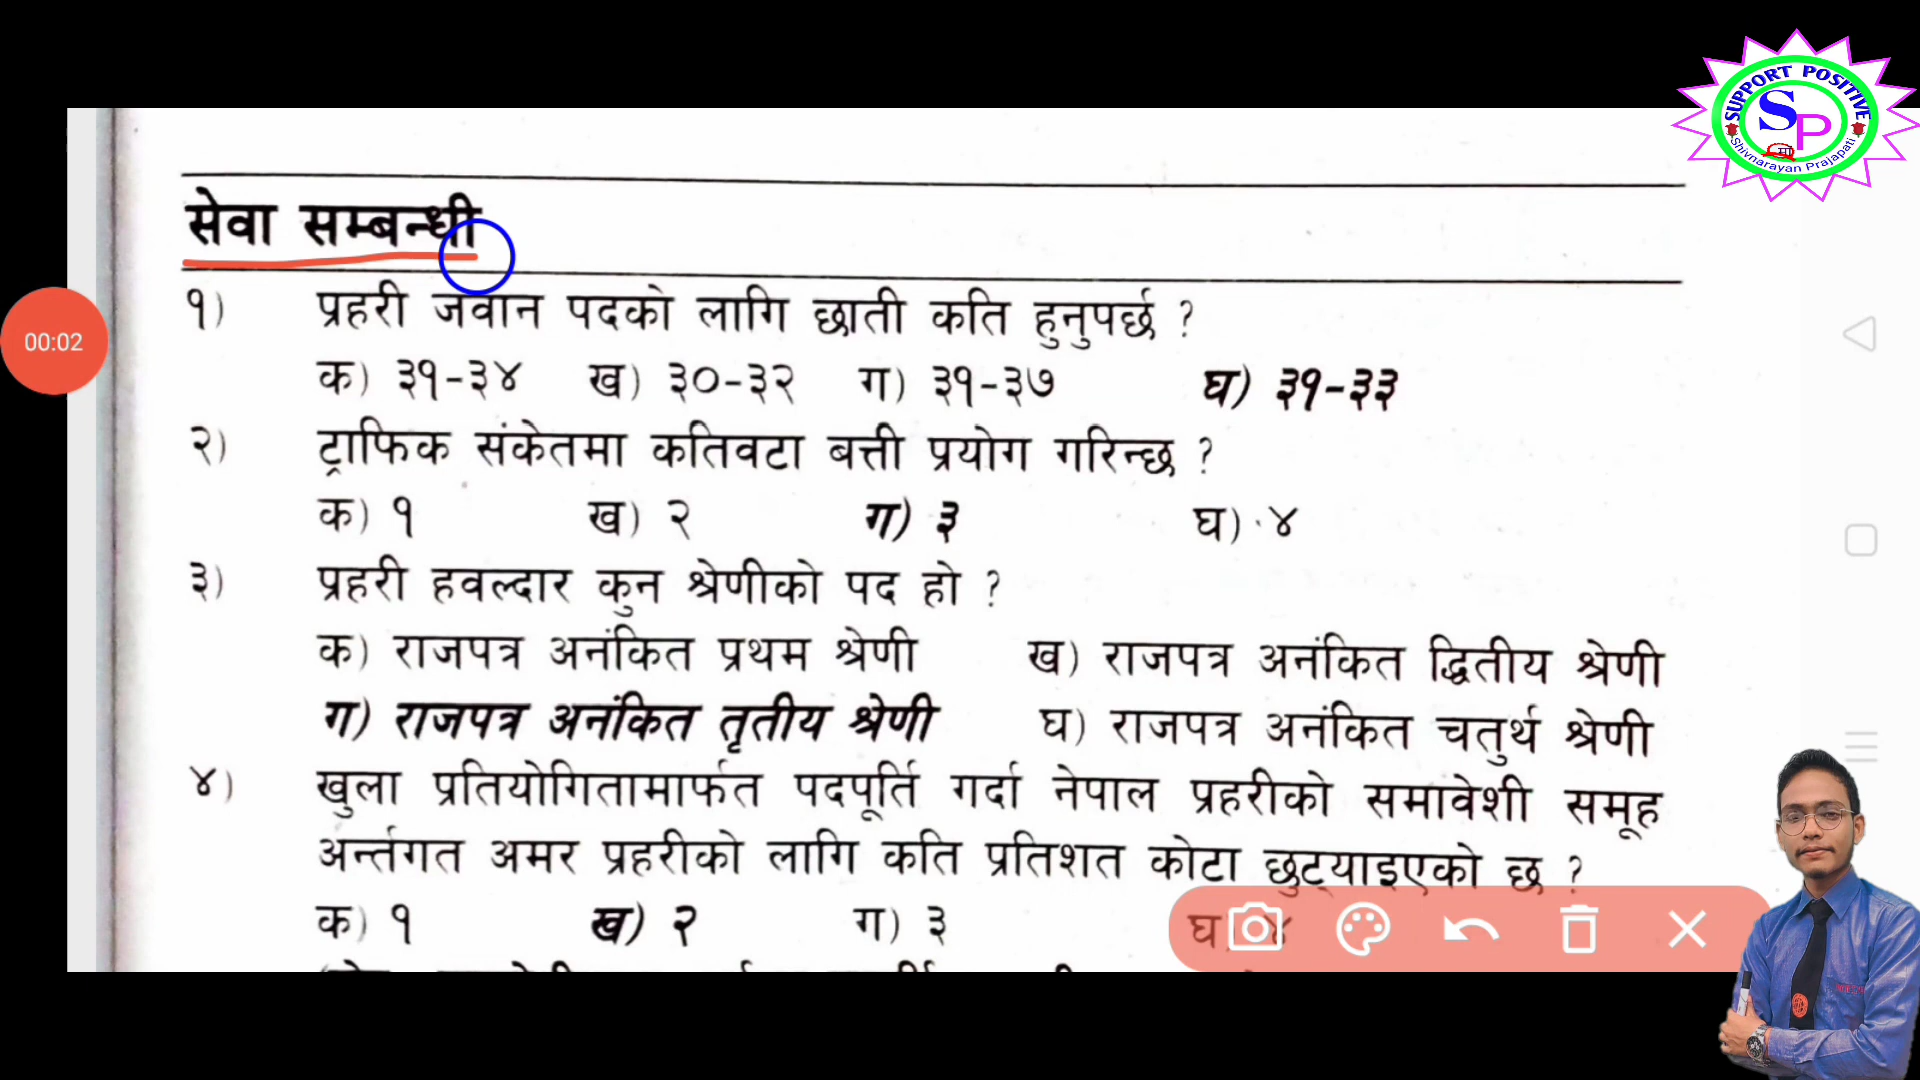 SUPPORT POSITIVE
SP
Shivnarayan Prajapati
सेवा सम्बन्धी
१) प्रहरी जवान पदको लागि छाती कति हुनुपर्छ ?
00:02
क) ३१-३४ ख) ३०-३२ ग) ३१-३७ घ) ३१-३३
२) ट्राफिक संकेतमा कतिवटा बत्ती प्रयोग गरिन्छ ?
क) १ ख) २ ग) ३ घ) ४
३) प्रहरी हवल्दार कुन श्रेणीको पद हो ?
क) राजपत्र अनंकित प्रथम श्रेणी ख) राजपत्र अनंकित द्धितीय श्रेणी
ग) राजपत्र अनंकित तृतीय श्रेणी घ) राजपत्र अनंकित चतुर्थ श्रेणी
४) खुला प्रतियोगितामार्फत पदपूर्ति गर्दा नेपाल प्रहरीको समावेशी समूह
अर्न्तगत अमर प्रहरीको लागि कति प्रतिशत कोटा छुट्याइएको छ ?
क) १ ख) २ ग) ३ घ) ४